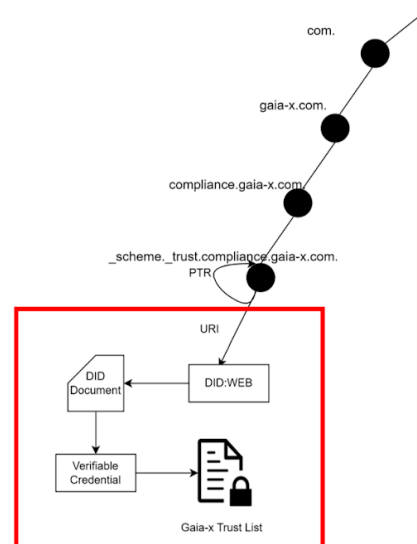 com.
gaia-x.com.
compliance.gaia-x.com.
_scheme._trust.compliance.gaia-x.com.
PTR
URI
DID
Document
DID:WEB
Verifiable
Credential
Gaia-x Trust List